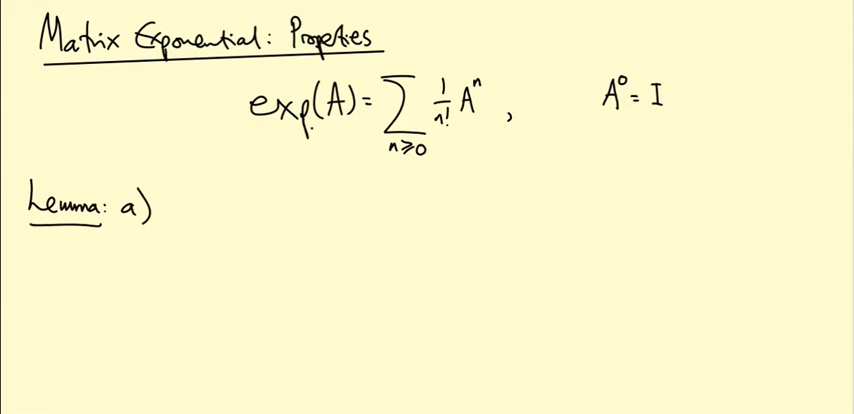 Matrix Exponential: Properties
exp(A) = ∑_{n≥0} 1/n! Aⁿ , A⁰ = I
Lemma: a)